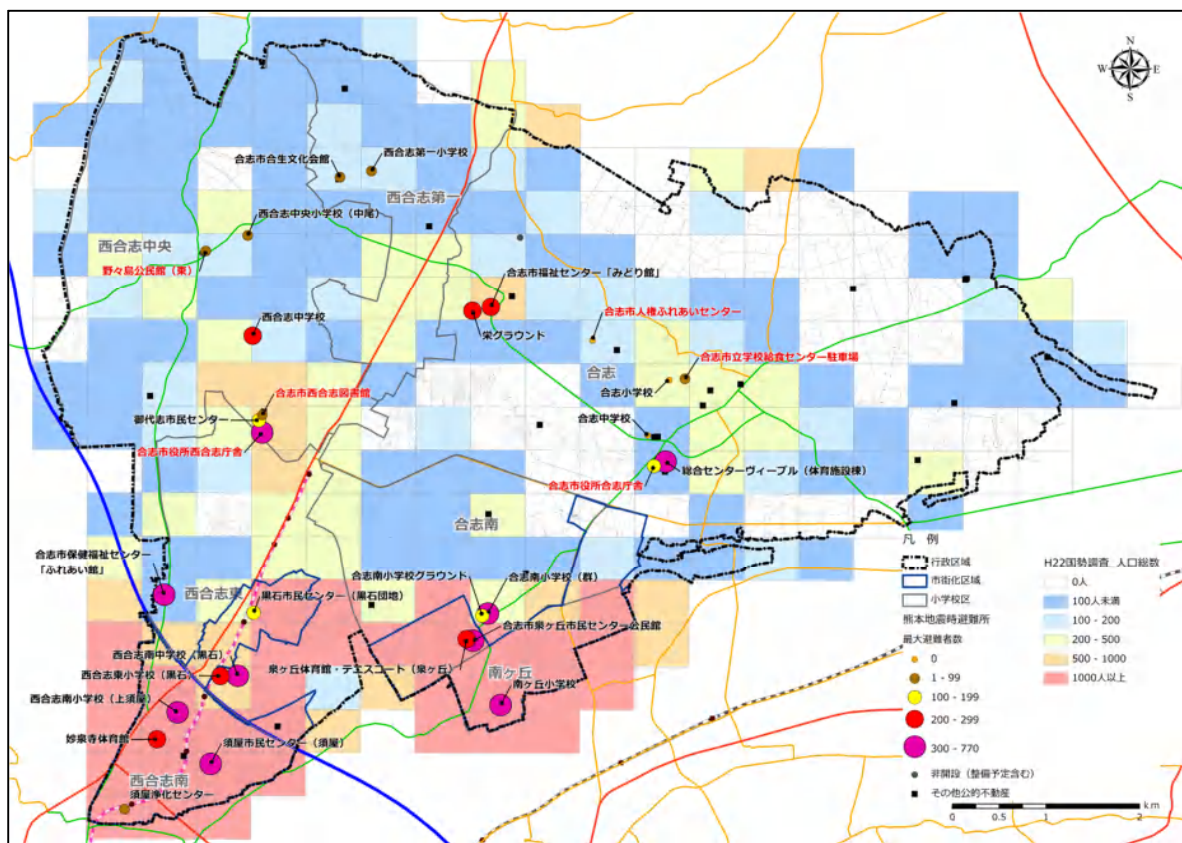 N
W
E
S
合志市合生文化会館
西合志第一小学校
西合志第一
西合志中央小学校（中尾）
西合志中央
野々島公民館（東）
合志市福祉センター「みどり館」
西合志中学校
栄グラウンド
合志市人権ふれあいセンター
合志市立学校給食センター駐車場
合志
合志小学校
合志市西合志図書館
御代志市民センター
合志中学校
合志市役所西合志庁舎
総合センターヴィーブル（体育施設棟）
合志市役所合志庁舎
合志南
合志市保健福祉センター
「ふれあい館」
西合志東
黒石市民センター（黒石団地）
合志南小学校グラウンド
合志南小学校（群）
合志市泉ヶ丘市民センター公民館
西合志南中学校（黒石）
泉ヶ丘体育館・テニスコート（泉ヶ丘）
西合志東小学校（黒石）
南ヶ丘
南ヶ丘小学校
西合志南小学校（上須屋）
妙泉寺体育館
須屋市民センター（須屋）
西合志南
須屋浄化センター
凡　例
行政区域
市街化区域
小学校区
熊本地震時避難所
最大避難者数
0
1 - 99
100 - 199
200 - 299
300 - 770
非開設（整備予定含む）
その他公的不動産
H22国勢調査 人口総数
0人
100人未満
100 - 200
200 - 500
500 - 1000
1000人以上
km
0
0.5
1
2